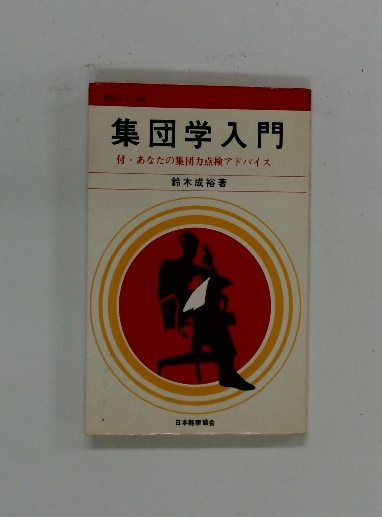 集団学入門
付・あなたの集団力点検アドバイス
鈴木成裕著
日本能率協会